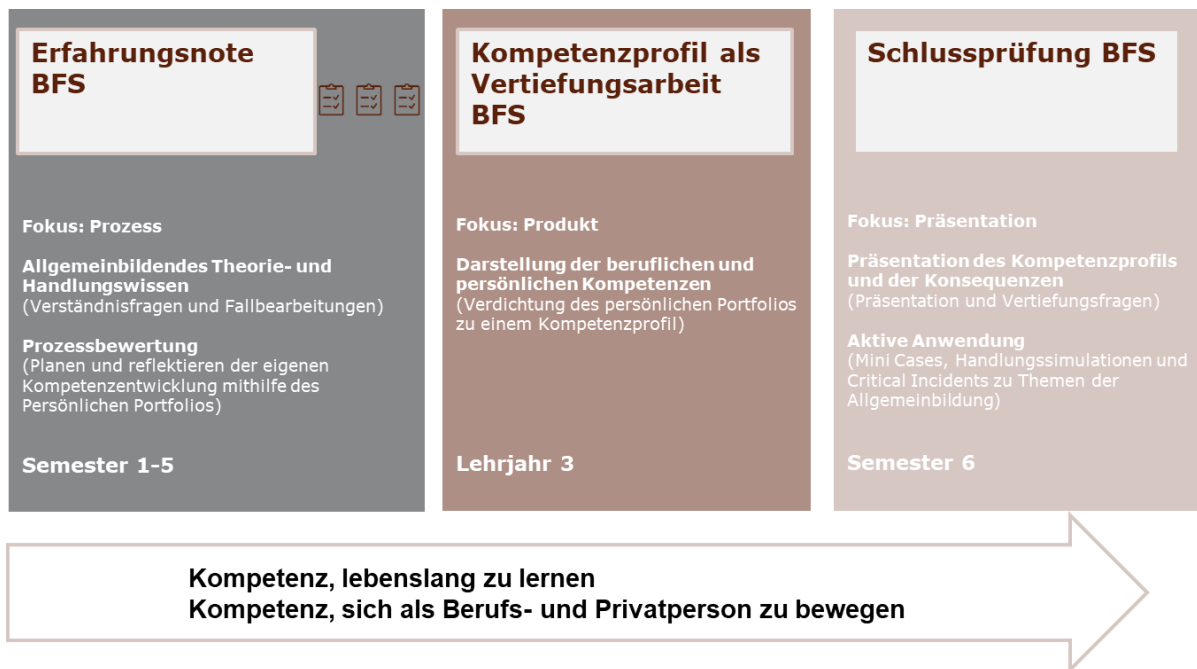 Erfahrungsnote
BFS
Fokus: Prozess
Allgemeinbildendes Theorie- und
Handlungswissen
(Verständnisfragen und Fallbearbeitungen)
Prozessbewertung
(Planen und reflektieren der eigenen
Kompetenzentwicklung mithilfe des
Persönlichen Portfolios)
Semester 1-5
Kompetenzprofil als
Vertiefungsarbeit
BFS
Fokus: Produkt
Darstellung der beruflichen und
persönlichen Kompetenzen
(Verdichtung des persönlichen Portfolios
zu einem Kompetenzprofil)
Lehrjahr 3
Schlussprüfung BFS
Fokus: Präsentation
Präsentation des Kompetenzprofils
und der Konsequenzen
(Präsentation und Vertiefungsfragen)
Aktive Anwendung
(Mini Cases, Handlungssimulationen und
Critical Incidents zu Themen der
Allgemeinbildung)
Semester 6
Kompetenz, lebenslang zu lernen
Kompetenz, sich als Berufs- und Privatperson zu bewegen